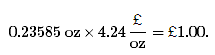 0.23585 oz × 4.24 £/oz = £1.00.